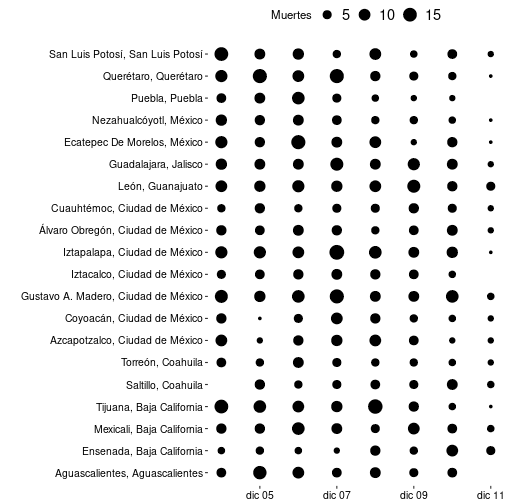 Muertes 5 10 15
San Luis Potosí, San Luis Potosí
Querétaro, Querétaro
Puebla, Puebla
Nezahualcóyotl, México
Ecatepec De Morelos, México
Guadalajara, Jalisco
León, Guanajuato
Cuauhtémoc, Ciudad de México
Álvaro Obregón, Ciudad de México
Iztapalapa, Ciudad de México
Iztacalco, Ciudad de México
Gustavo A. Madero, Ciudad de México
Coyoacán, Ciudad de México
Azcapotzalco, Ciudad de México
Torreón, Coahuila
Saltillo, Coahuila
Tijuana, Baja California
Mexicali, Baja California
Ensenada, Baja California
Aguascalientes, Aguascalientes
dic 05 dic 07 dic 09 dic 11